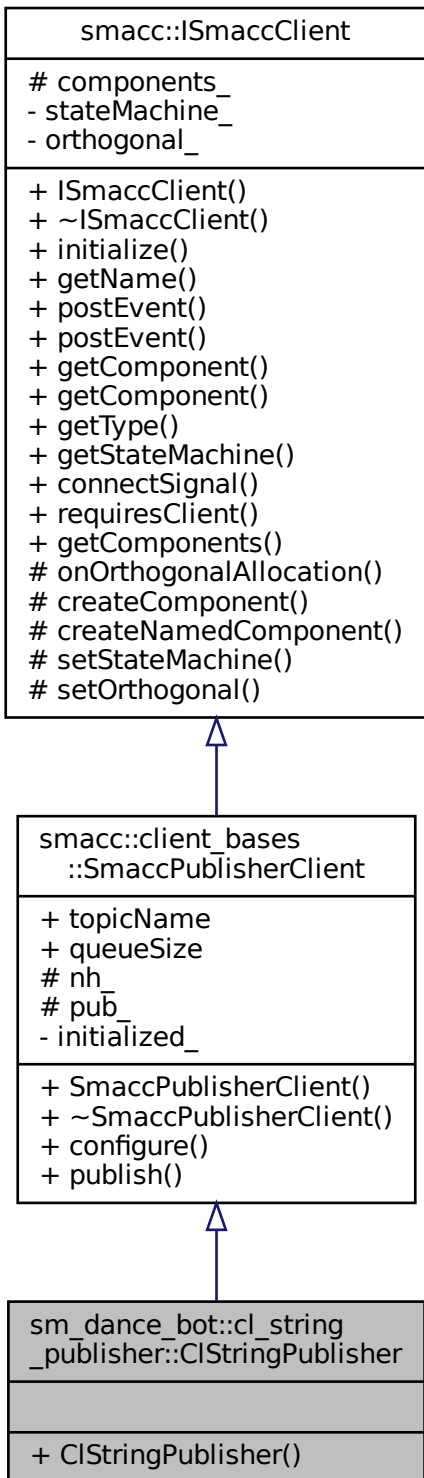 smacc::ISmaccClient
# components_
- stateMachine_
- orthogonal_
+ ISmaccClient()
+ ~ISmaccClient()
+ initialize()
+ getName()
+ postEvent()
+ postEvent()
+ getComponent()
+ getComponent()
+ getType()
+ getStateMachine()
+ connectSignal()
+ requiresClient()
+ getComponents()
# onOrthogonalAllocation()
# createComponent()
# createNamedComponent()
# setStateMachine()
# setOrthogonal()
smacc::client_bases
::SmaccPublisherClient
+ topicName
+ queueSize
# nh_
# pub_
- initialized_
+ SmaccPublisherClient()
+ ~SmaccPublisherClient()
+ configure()
+ publish()
sm_dance_bot::cl_string
_publisher::ClStringPublisher
+ ClStringPublisher()